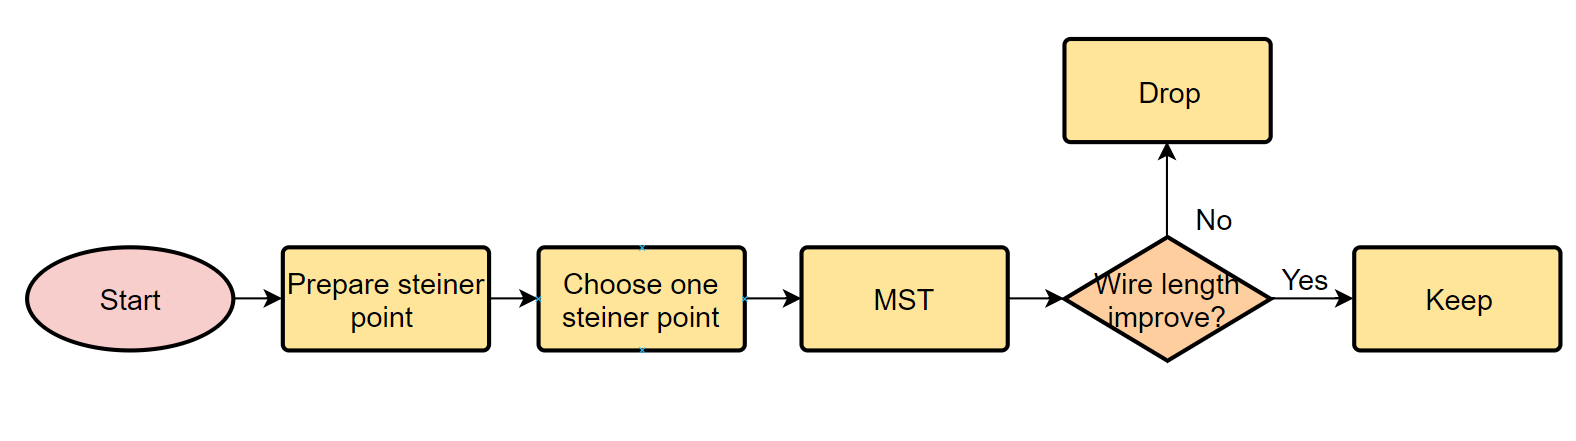 Drop
No
Start
Prepare steiner
point
Choose one
steiner point
MST
Wire length
improve?
Yes
Keep